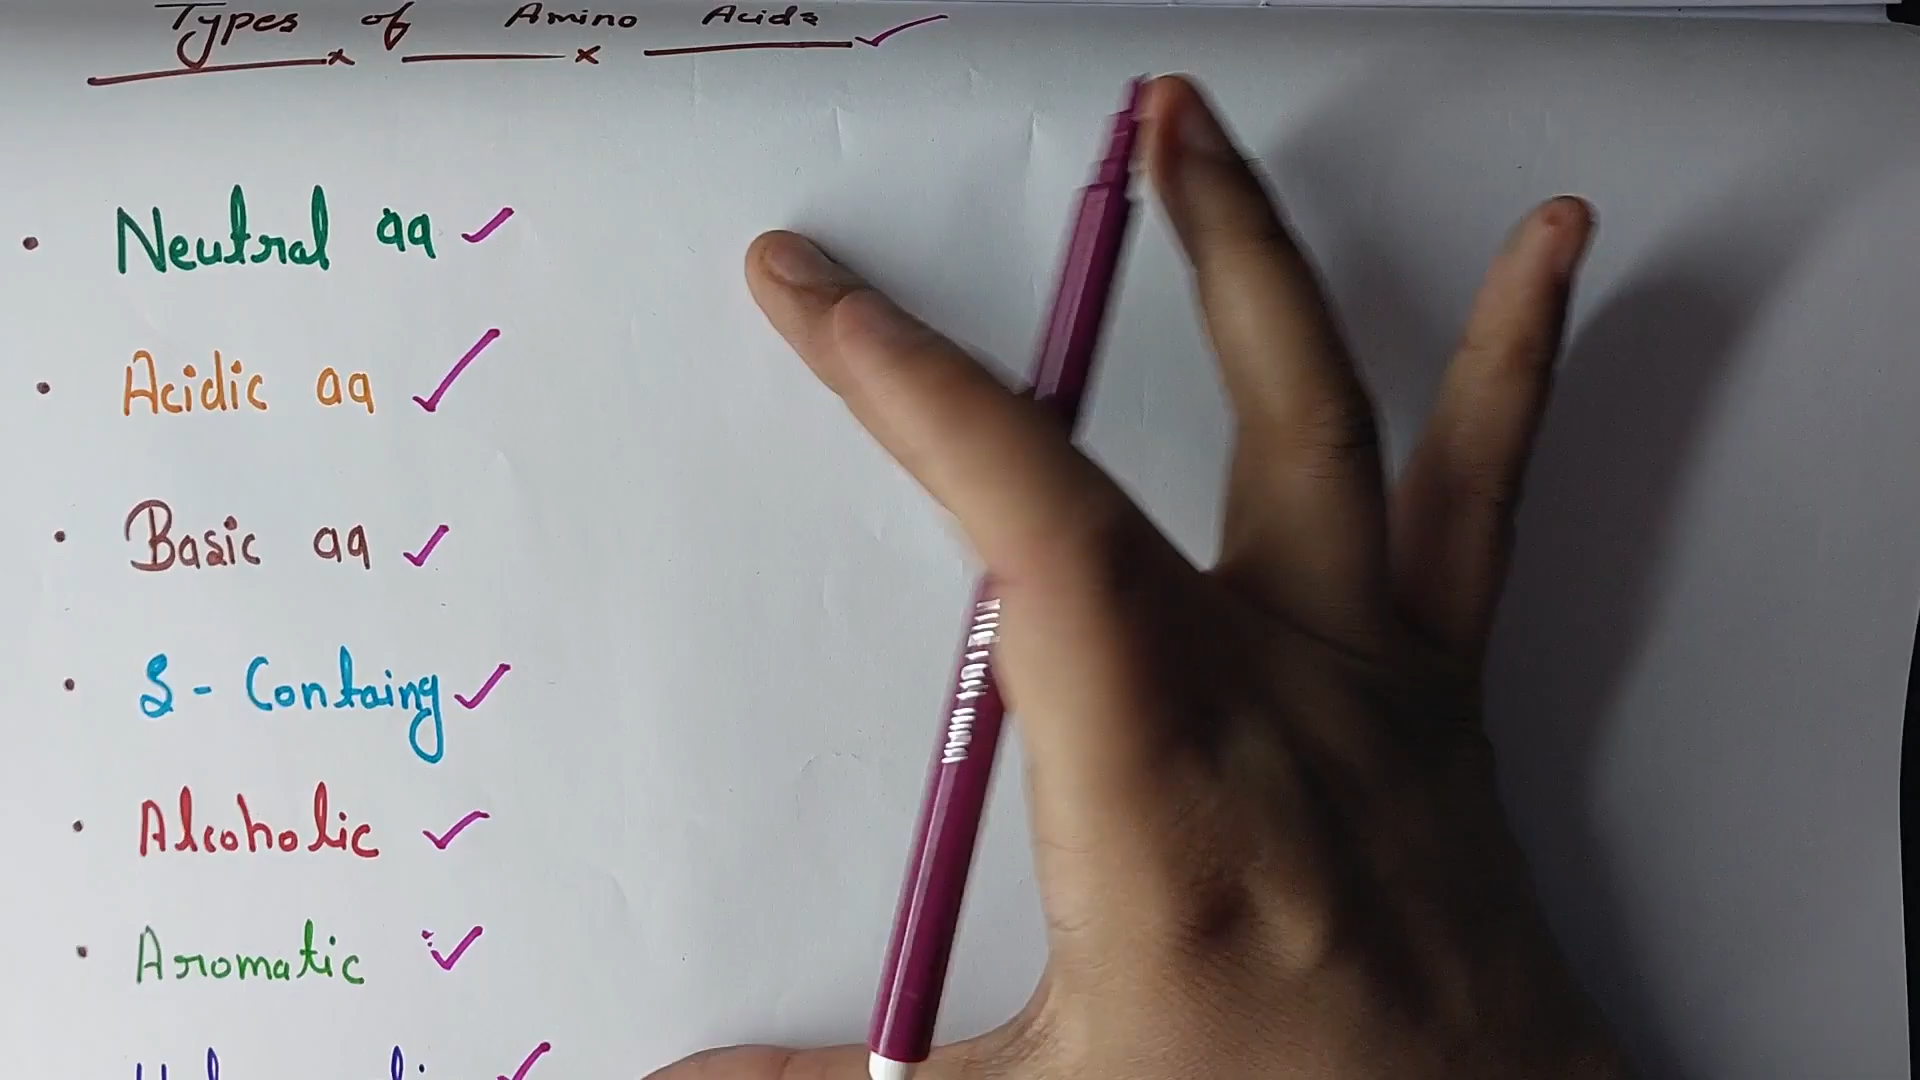 Types of Amino Acids
Neutral aa
Acidic aa
Basic aa
S - Containg
Alcoholic
Aromatic